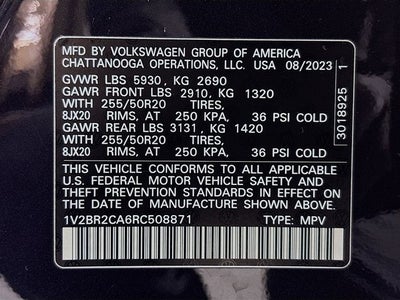 MFD BY VOLKSWAGEN GROUP OF AMERICA
CHATTANOOGA OPERATIONS, LLC. USA 08/2023
GVWR LBS 5930, KG 2690
GAWR FRONT LBS 2910, KG 1320
WITH 255/50R20 TIRES,
8JX20 RIMS, AT 250 KPA, 36 PSI COLD
GAWR REAR LBS 3131, KG 1420
WITH 255/50R20 TIRES,
8JX20 RIMS, AT 250 KPA, 36 PSI COLD
THIS VEHICLE CONFORMS TO ALL APPLICABLE
U.S. FEDERAL MOTOR VEHICLE SAFETY AND
THEFT PREVENTION STANDARDS IN EFFECT ON
THE DATE OF MANUFACTURE SHOWN ABOVE.
1V2BR2CA6RC508871 TYPE: MPV
3018925 1